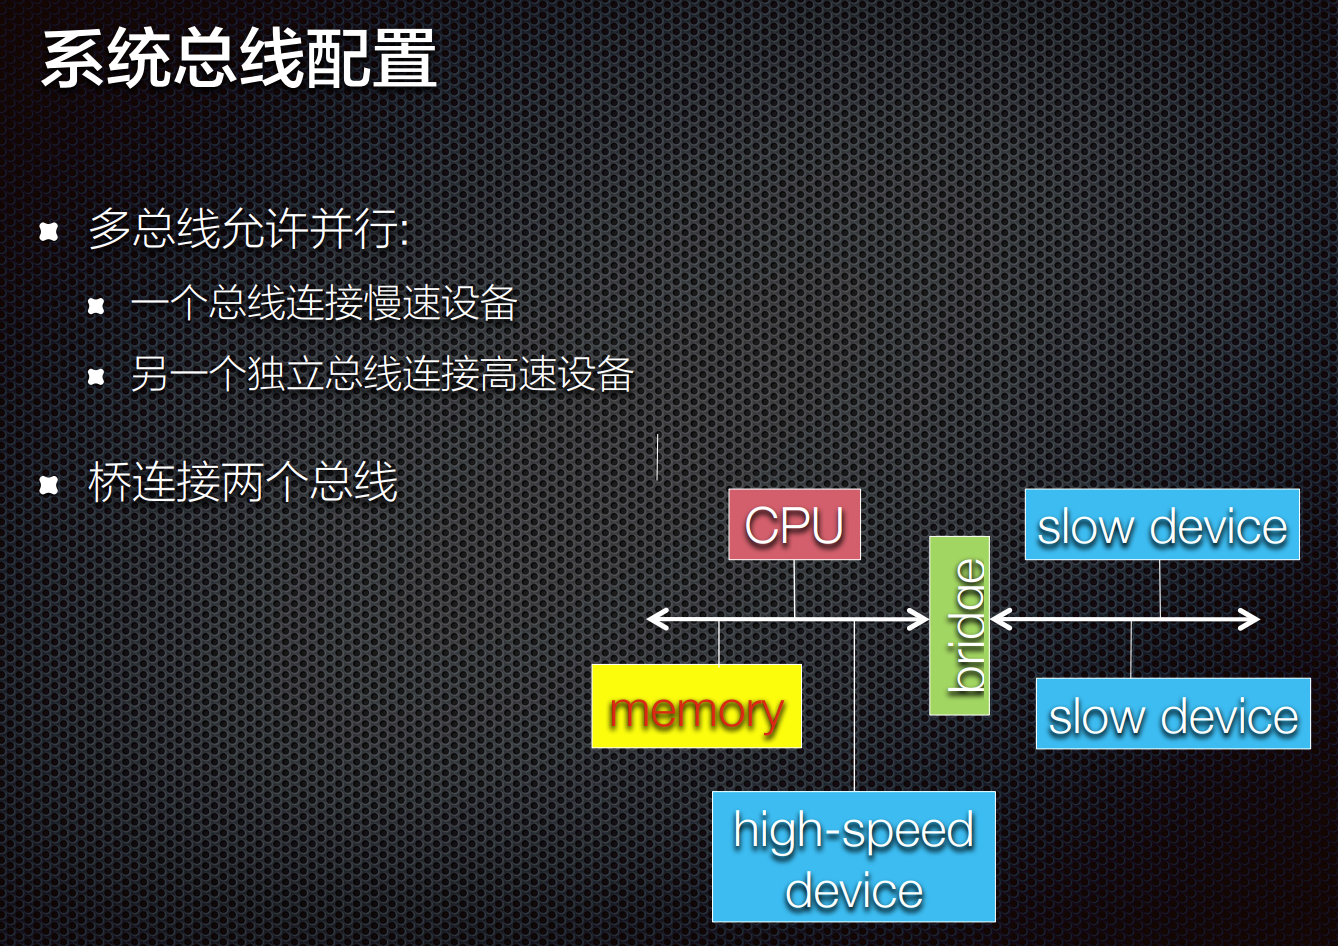 系统总线配置
多总线允许并行:
一个总线连接慢速设备
另一个独立总线连接高速设备
桥连接两个总线
CPU
slow device
bridge
memory
slow device
high-speed
device